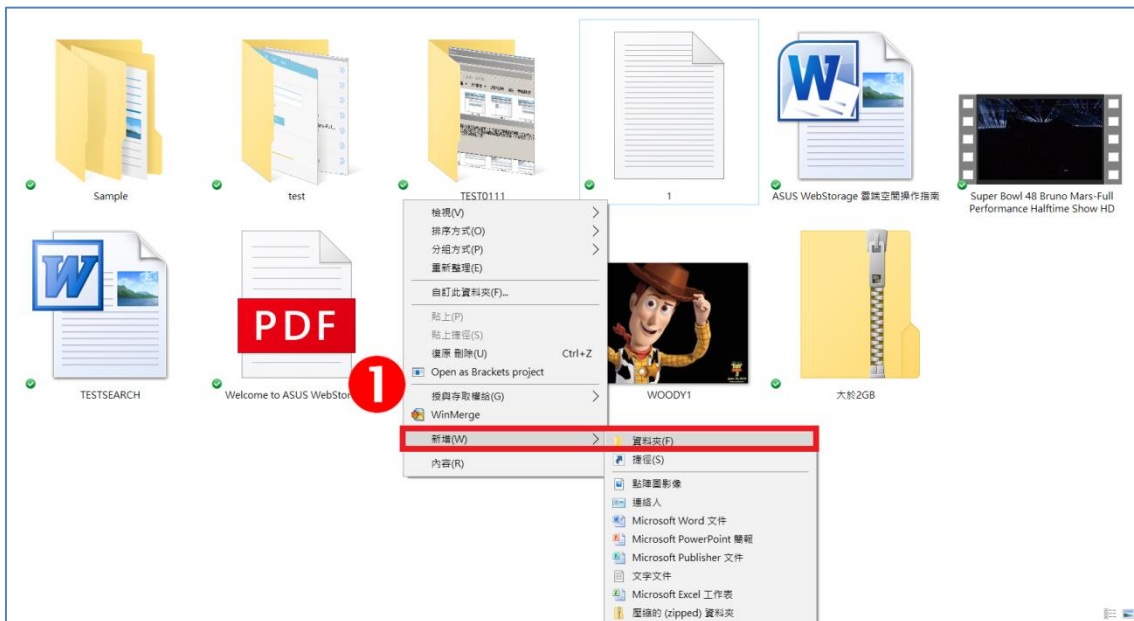 Sample
test
TEST0111
1
ASUS WebStorage 雲端空間操作指南
Super Bowl 48 Bruno Mars-Full
Performance Halftime Show HD
W
W
PDF
TESTSEARCH
Welcome to ASUS WebStor
WOODY1
大於2GB
1
檢視(V)
排序方式(O)
分組方式(P)
重新整理(E)
自訂此資料夾(F)...
貼上(P)
貼上捷徑(S)
復原 刪除(U) Ctrl+Z
Open as Brackets project
授與存取權給(G)
WinMerge
新增(W)
內容(R)
資料夾(F)
捷徑(S)
點陣圖影像
連絡人
Microsoft Word 文件
Microsoft PowerPoint 簡報
Microsoft Publisher 文件
文字文件
Microsoft Excel 工作表
壓縮的 (zipped) 資料夾